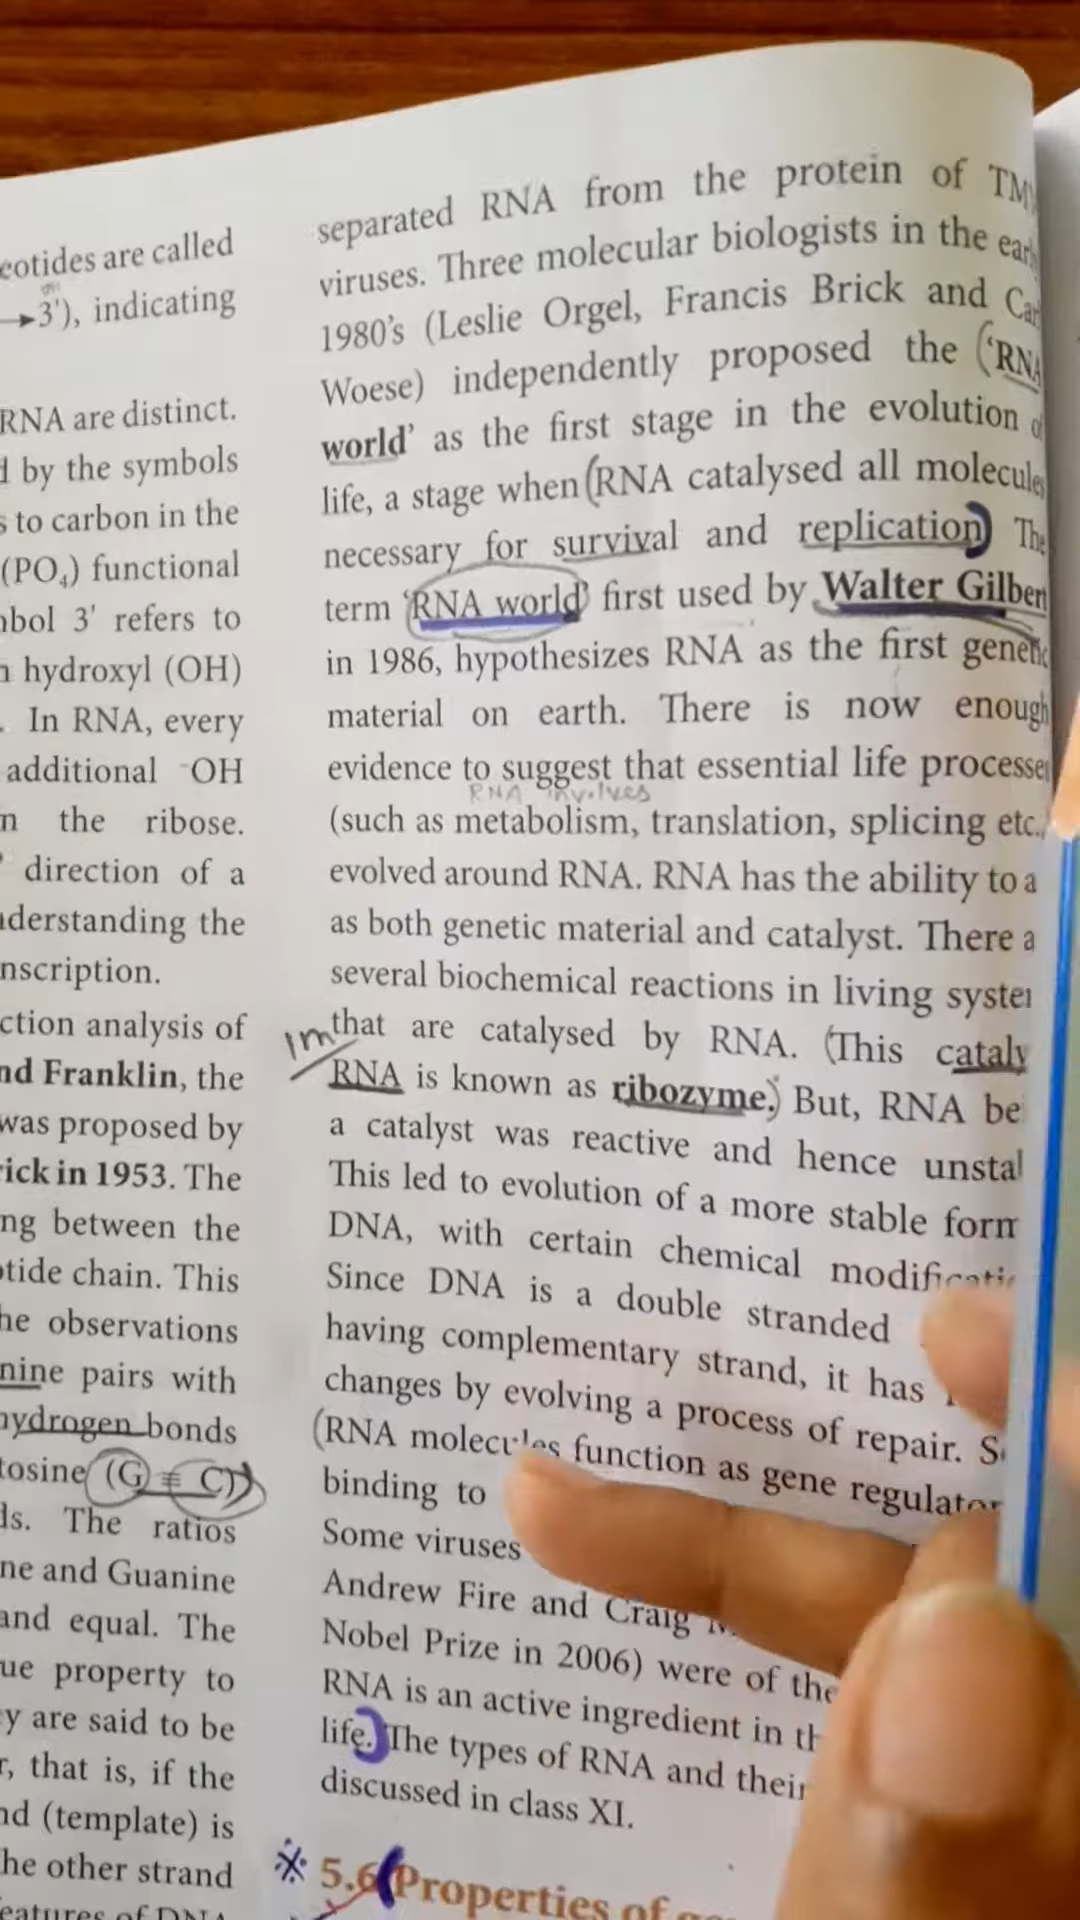 eotides are called
→3'), indicating
RNA are distinct.
d by the symbols
s to carbon in the
(PO₄) functional
mbol 3' refers to
n hydroxyl (OH)
. In RNA, every
additional ⁻OH
n the ribose.
' direction of a
nderstanding the
nscription.
ction analysis of
nd Franklin, the
was proposed by
rick in 1953. The
ng between the
otide chain. This
he observations
nine pairs with
hydrogen bonds
tosine (G ≡ C)
ds. The ratios
ne and Guanine
and equal. The
ue property to
y are said to be
r, that is, if the
nd (template) is
he other strand
eatures of DNA
separated RNA from the protein of TM
viruses. Three molecular biologists in the early
1980's (Leslie Orgel, Francis Brick and Car
Woese) independently proposed the ('RNA
world' as the first stage in the evolution o
life, a stage when (RNA catalysed all molecules
necessary for survival and replication) The
term 'RNA world' first used by Walter Gilbert
in 1986, hypothesizes RNA as the first genetic
material on earth. There is now enough
evidence to suggest that essential life processes
RNA involves
(such as metabolism, translation, splicing etc.,
evolved around RNA. RNA has the ability to a
as both genetic material and catalyst. There a
several biochemical reactions in living syste
Im that are catalysed by RNA. (This cataly
RNA is known as ribozyme.) But, RNA be
a catalyst was reactive and hence unsta
This led to evolution of a more stable form
DNA, with certain chemical modificati
Since DNA is a double stranded
having complementary strand, it has
changes by evolving a process of repair. S
(RNA molecules function as gene regulator
binding to
Some viruses
Andrew Fire and Craig
Nobel Prize in 2006) were of the
RNA is an active ingredient in th
life.) The types of RNA and their
discussed in class XI.
※ 5.6 (Properties of